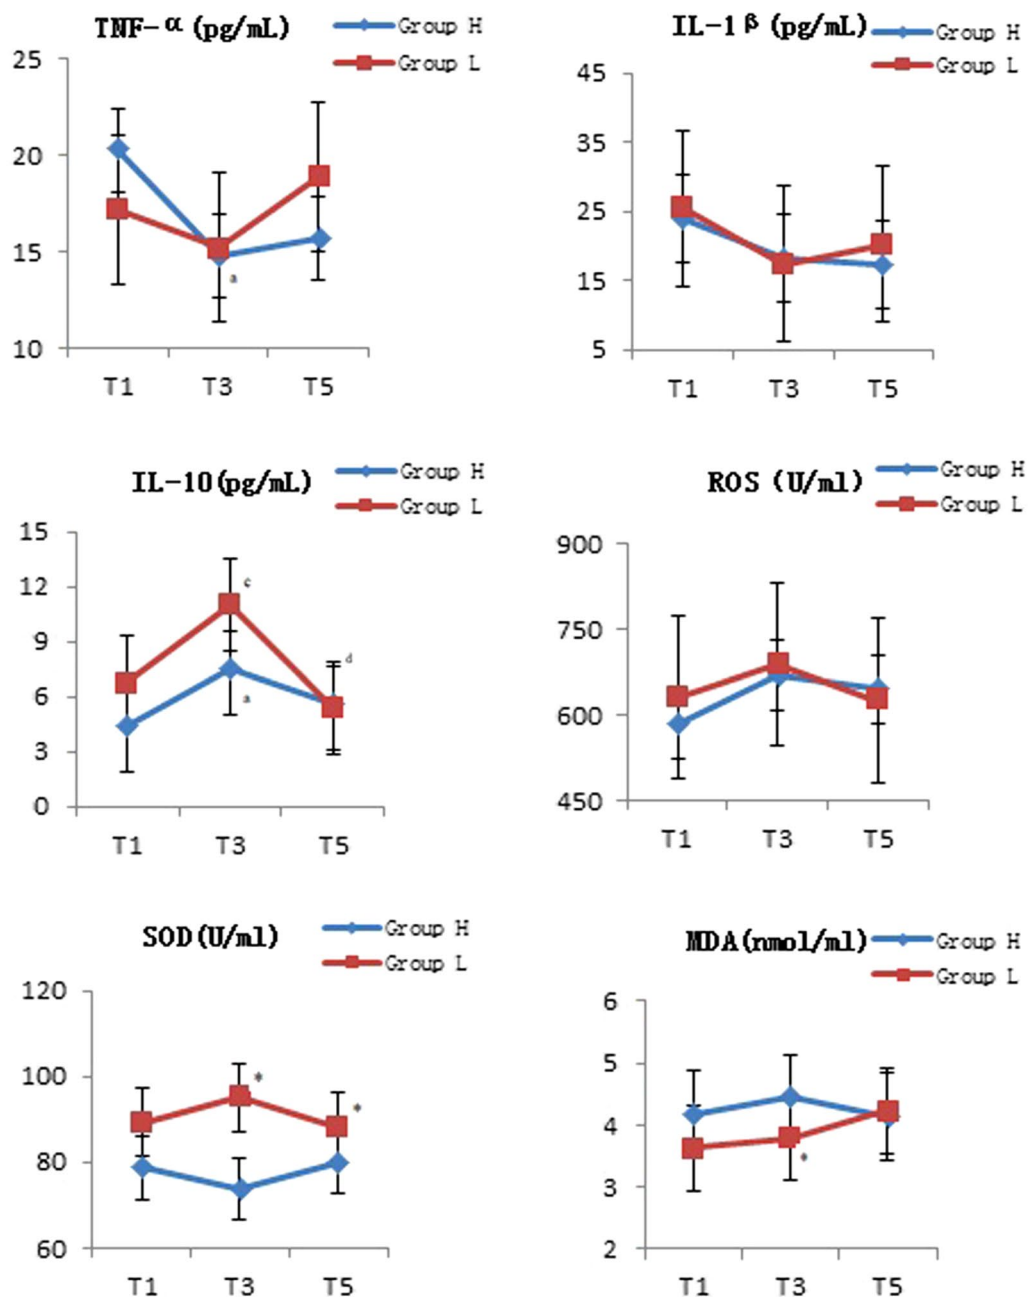 TNF-α(pg/mL)
Group H
Group L
25
20
15
10
a
T1 T3 T5
IL-1β(pg/mL)
Group H
Group L
45
35
25
15
5
T1 T3 T5
IL-10(pg/mL)
Group H
Group L
15
12
9
6
3
0
c
d
a
T1 T3 T5
ROS (U/ml)
Group H
Group L
900
750
600
450
T1 T3 T5
SOD(U/ml)
Group H
Group L
120
100
80
60
*
*
T1 T3 T5
MDA(nmol/ml)
Group H
Group L
6
5
4
3
2
*
T1 T3 T5